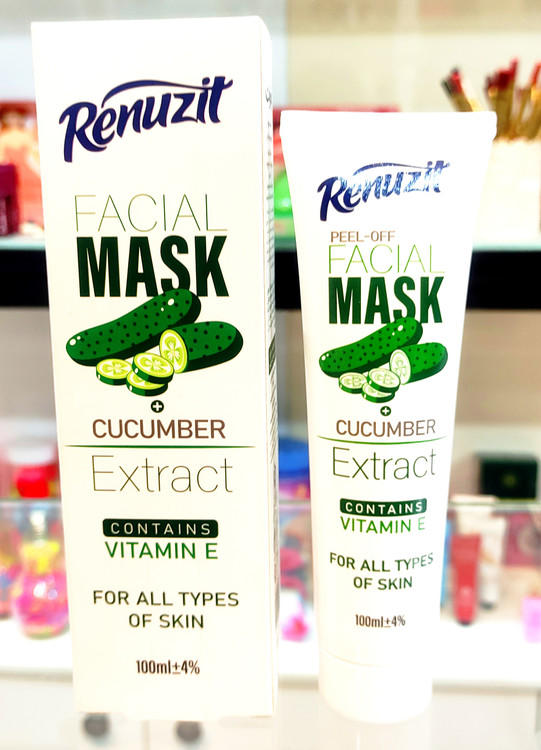 Renuzit
FACIAL
MASK
+
CUCUMBER
Extract
CONTAINS
VITAMIN E
FOR ALL TYPES
OF SKIN
100ml±4%
Renuzit
PEEL-OFF
FACIAL
MASK
+
CUCUMBER
Extract
CONTAINS
VITAMIN E
FOR ALL TYPES
OF SKIN
100ml±4%